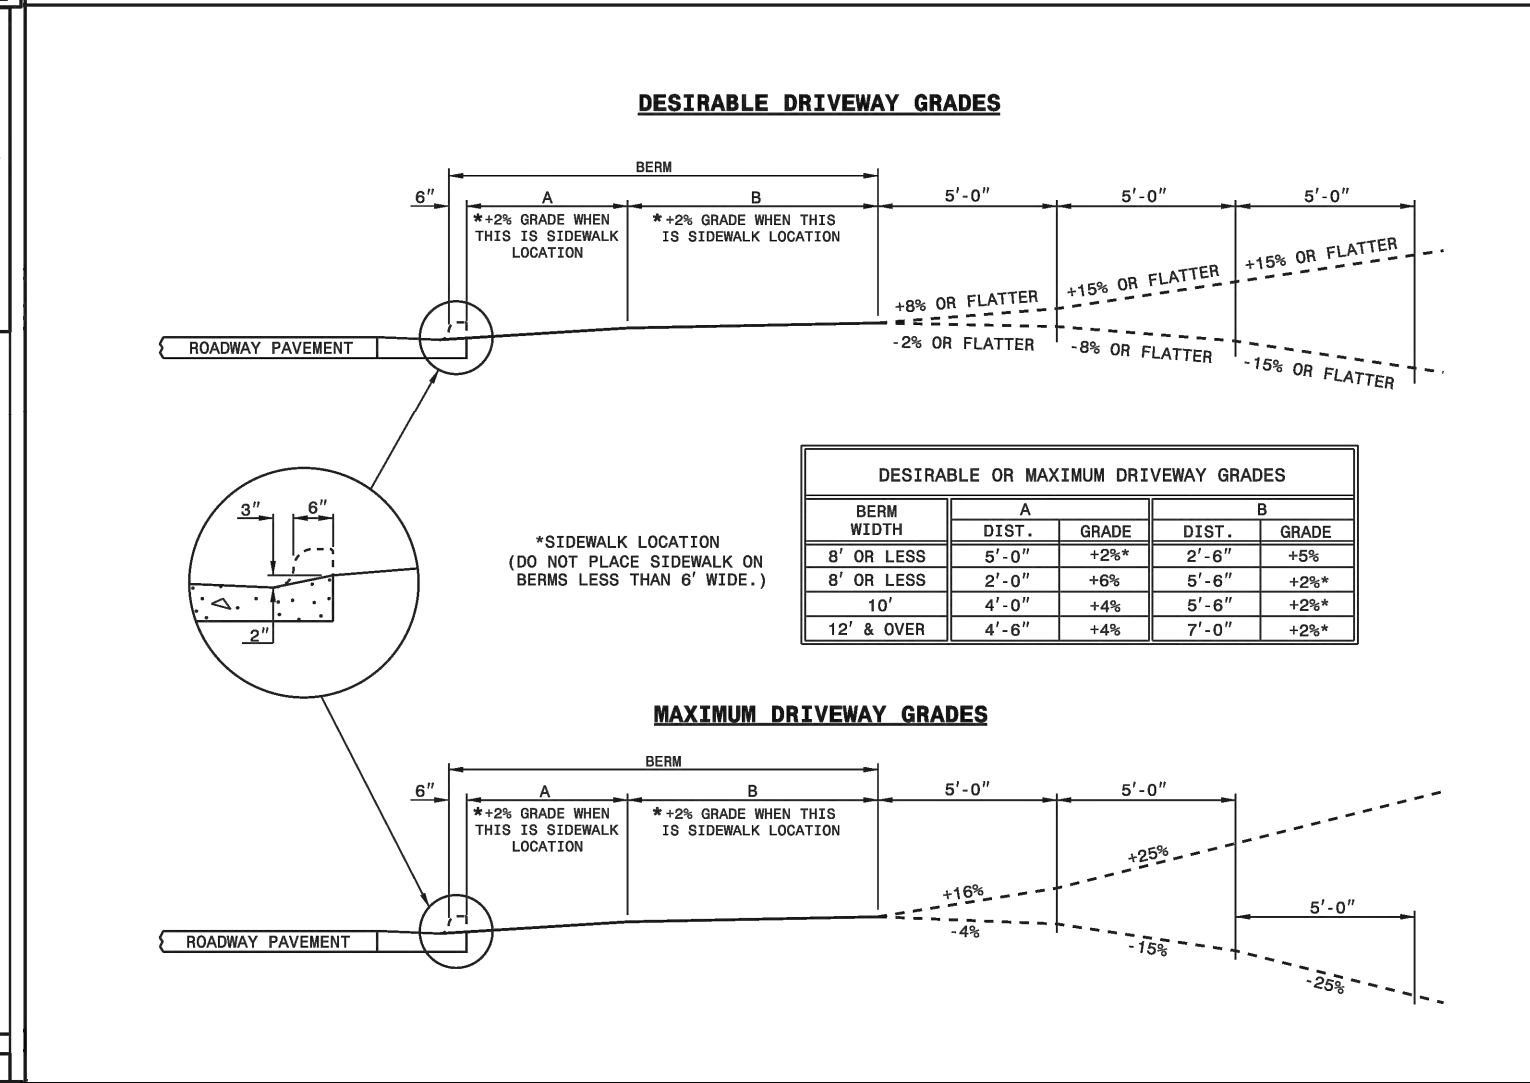 DESIRABLE DRIVEWAY GRADES
BERM
6" A B 5'-0" 5'-0" 5'-0"
*+2% GRADE WHEN
THIS IS SIDEWALK
LOCATION
*+2% GRADE WHEN THIS
IS SIDEWALK LOCATION
+8% OR FLATTER
+15% OR FLATTER
+15% OR FLATTER
-2% OR FLATTER
-8% OR FLATTER
-15% OR FLATTER
ROADWAY PAVEMENT
3" 6"
2"
*SIDEWALK LOCATION
(DO NOT PLACE SIDEWALK ON
BERMS LESS THAN 6' WIDE.)
DESIRABLE OR MAXIMUM DRIVEWAY GRADES
BERM
WIDTH
A B
DIST. GRADE DIST. GRADE
8' OR LESS 5'-0" +2%* 2'-6" +5%
8' OR LESS 2'-0" +6% 5'-6" +2%*
10' 4'-0" +4% 5'-6" +2%*
12' & OVER 4'-6" +4% 7'-0" +2%*
MAXIMUM DRIVEWAY GRADES
BERM
6" A B 5'-0" 5'-0"
*+2% GRADE WHEN
THIS IS SIDEWALK
LOCATION
*+2% GRADE WHEN THIS
IS SIDEWALK LOCATION
+16%
+25%
-4%
-15%
5'-0"
-25%
ROADWAY PAVEMENT